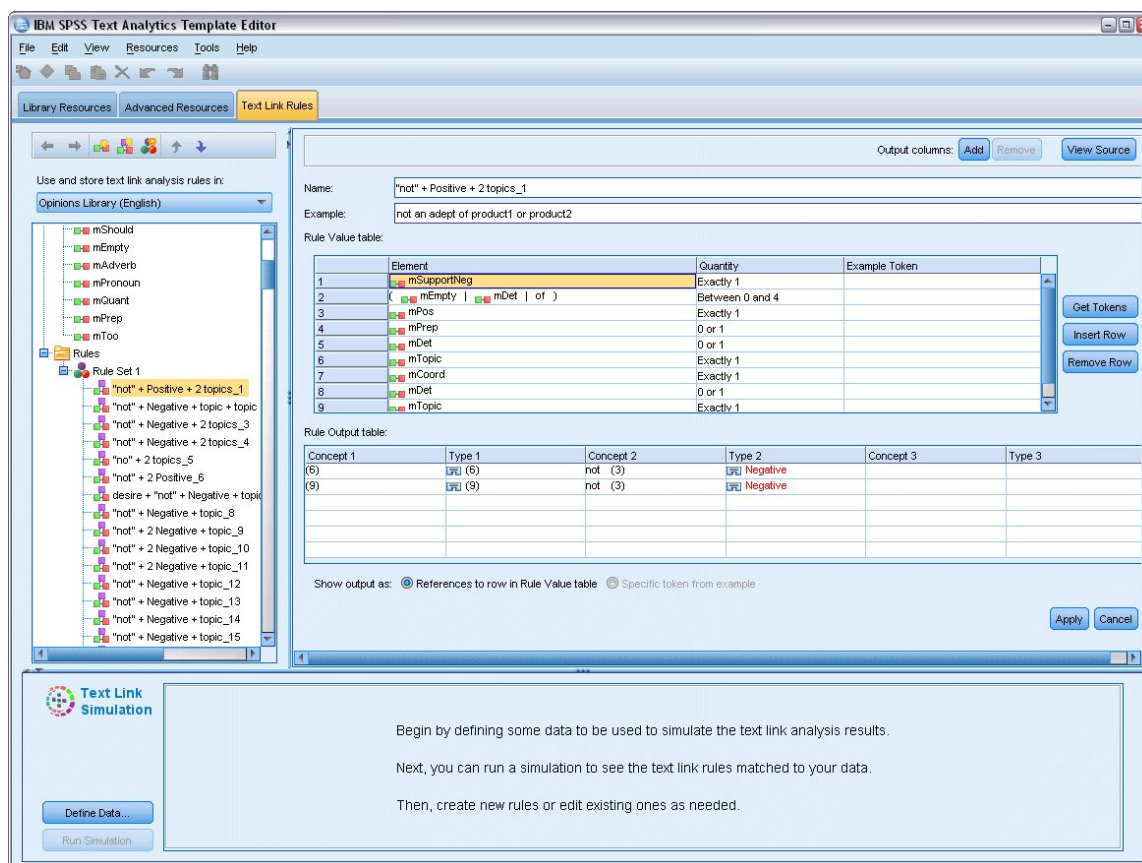 IBM SPSS Text Analytics Template Editor
File Edit View Resources Tools Help
Library Resources Advanced Resources Text Link Rules
Output columns: Add Remove View Source
Use and store text link analysis rules in:
Opinions Library (English)
mShould
mEmpty
mAdverb
mPronoun
mQuant
mPrep
mToo
Rules
Rule Set 1
"not" + Positive + 2 topics_1
"not" + Negative + topic + topic
"not" + Negative + 2 topics_3
"not" + Negative + 2 topics_4
"no" + 2 topics_5
"not" + 2 Positive_6
desire + "not" + Negative + topic
"not" + Negative + topic_8
"not" + 2 Negative + topic_9
"not" + 2 Negative + topic_10
"not" + 2 Negative + topic_11
"not" + Negative + topic_12
"not" + Negative + topic_13
"not" + Negative + topic_14
"not" + Negative + topic_15
Name: "not" + Positive + 2 topics_1
Example: not an adept of product1 or product2
Rule Value table:
Element Quantity Example Token
1 mSupportNeg Exactly 1
2 ( mEmpty | mDet | of ) Between 0 and 4
3 mPos Exactly 1
4 mPrep 0 or 1
5 mDet 0 or 1
6 mTopic Exactly 1
7 mCoord Exactly 1
8 mDet 0 or 1
9 mTopic Exactly 1
Get Tokens
Insert Row
Remove Row
Rule Output table:
Concept 1 Type 1 Concept 2 Type 2 Concept 3 Type 3
(6) (6) not (3) Negative
(9) (9) not (3) Negative
Show output as: References to row in Rule Value table Specific token from example
Apply Cancel
Text Link
Simulation
Define Data...
Run Simulation
Begin by defining some data to be used to simulate the text link analysis results.
Next, you can run a simulation to see the text link rules matched to your data.
Then, create new rules or edit existing ones as needed.